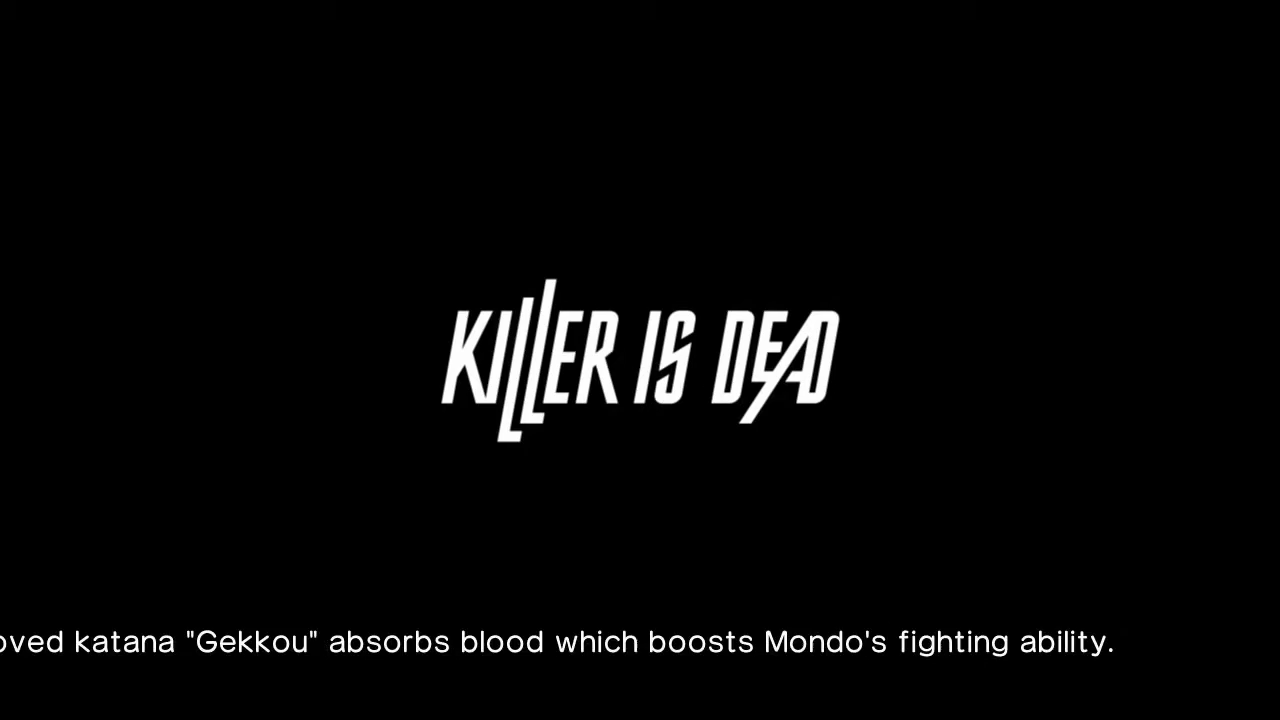 KILLER IS DEAD
oved katana "Gekkou" absorbs blood which boosts Mondo's fighting ability.